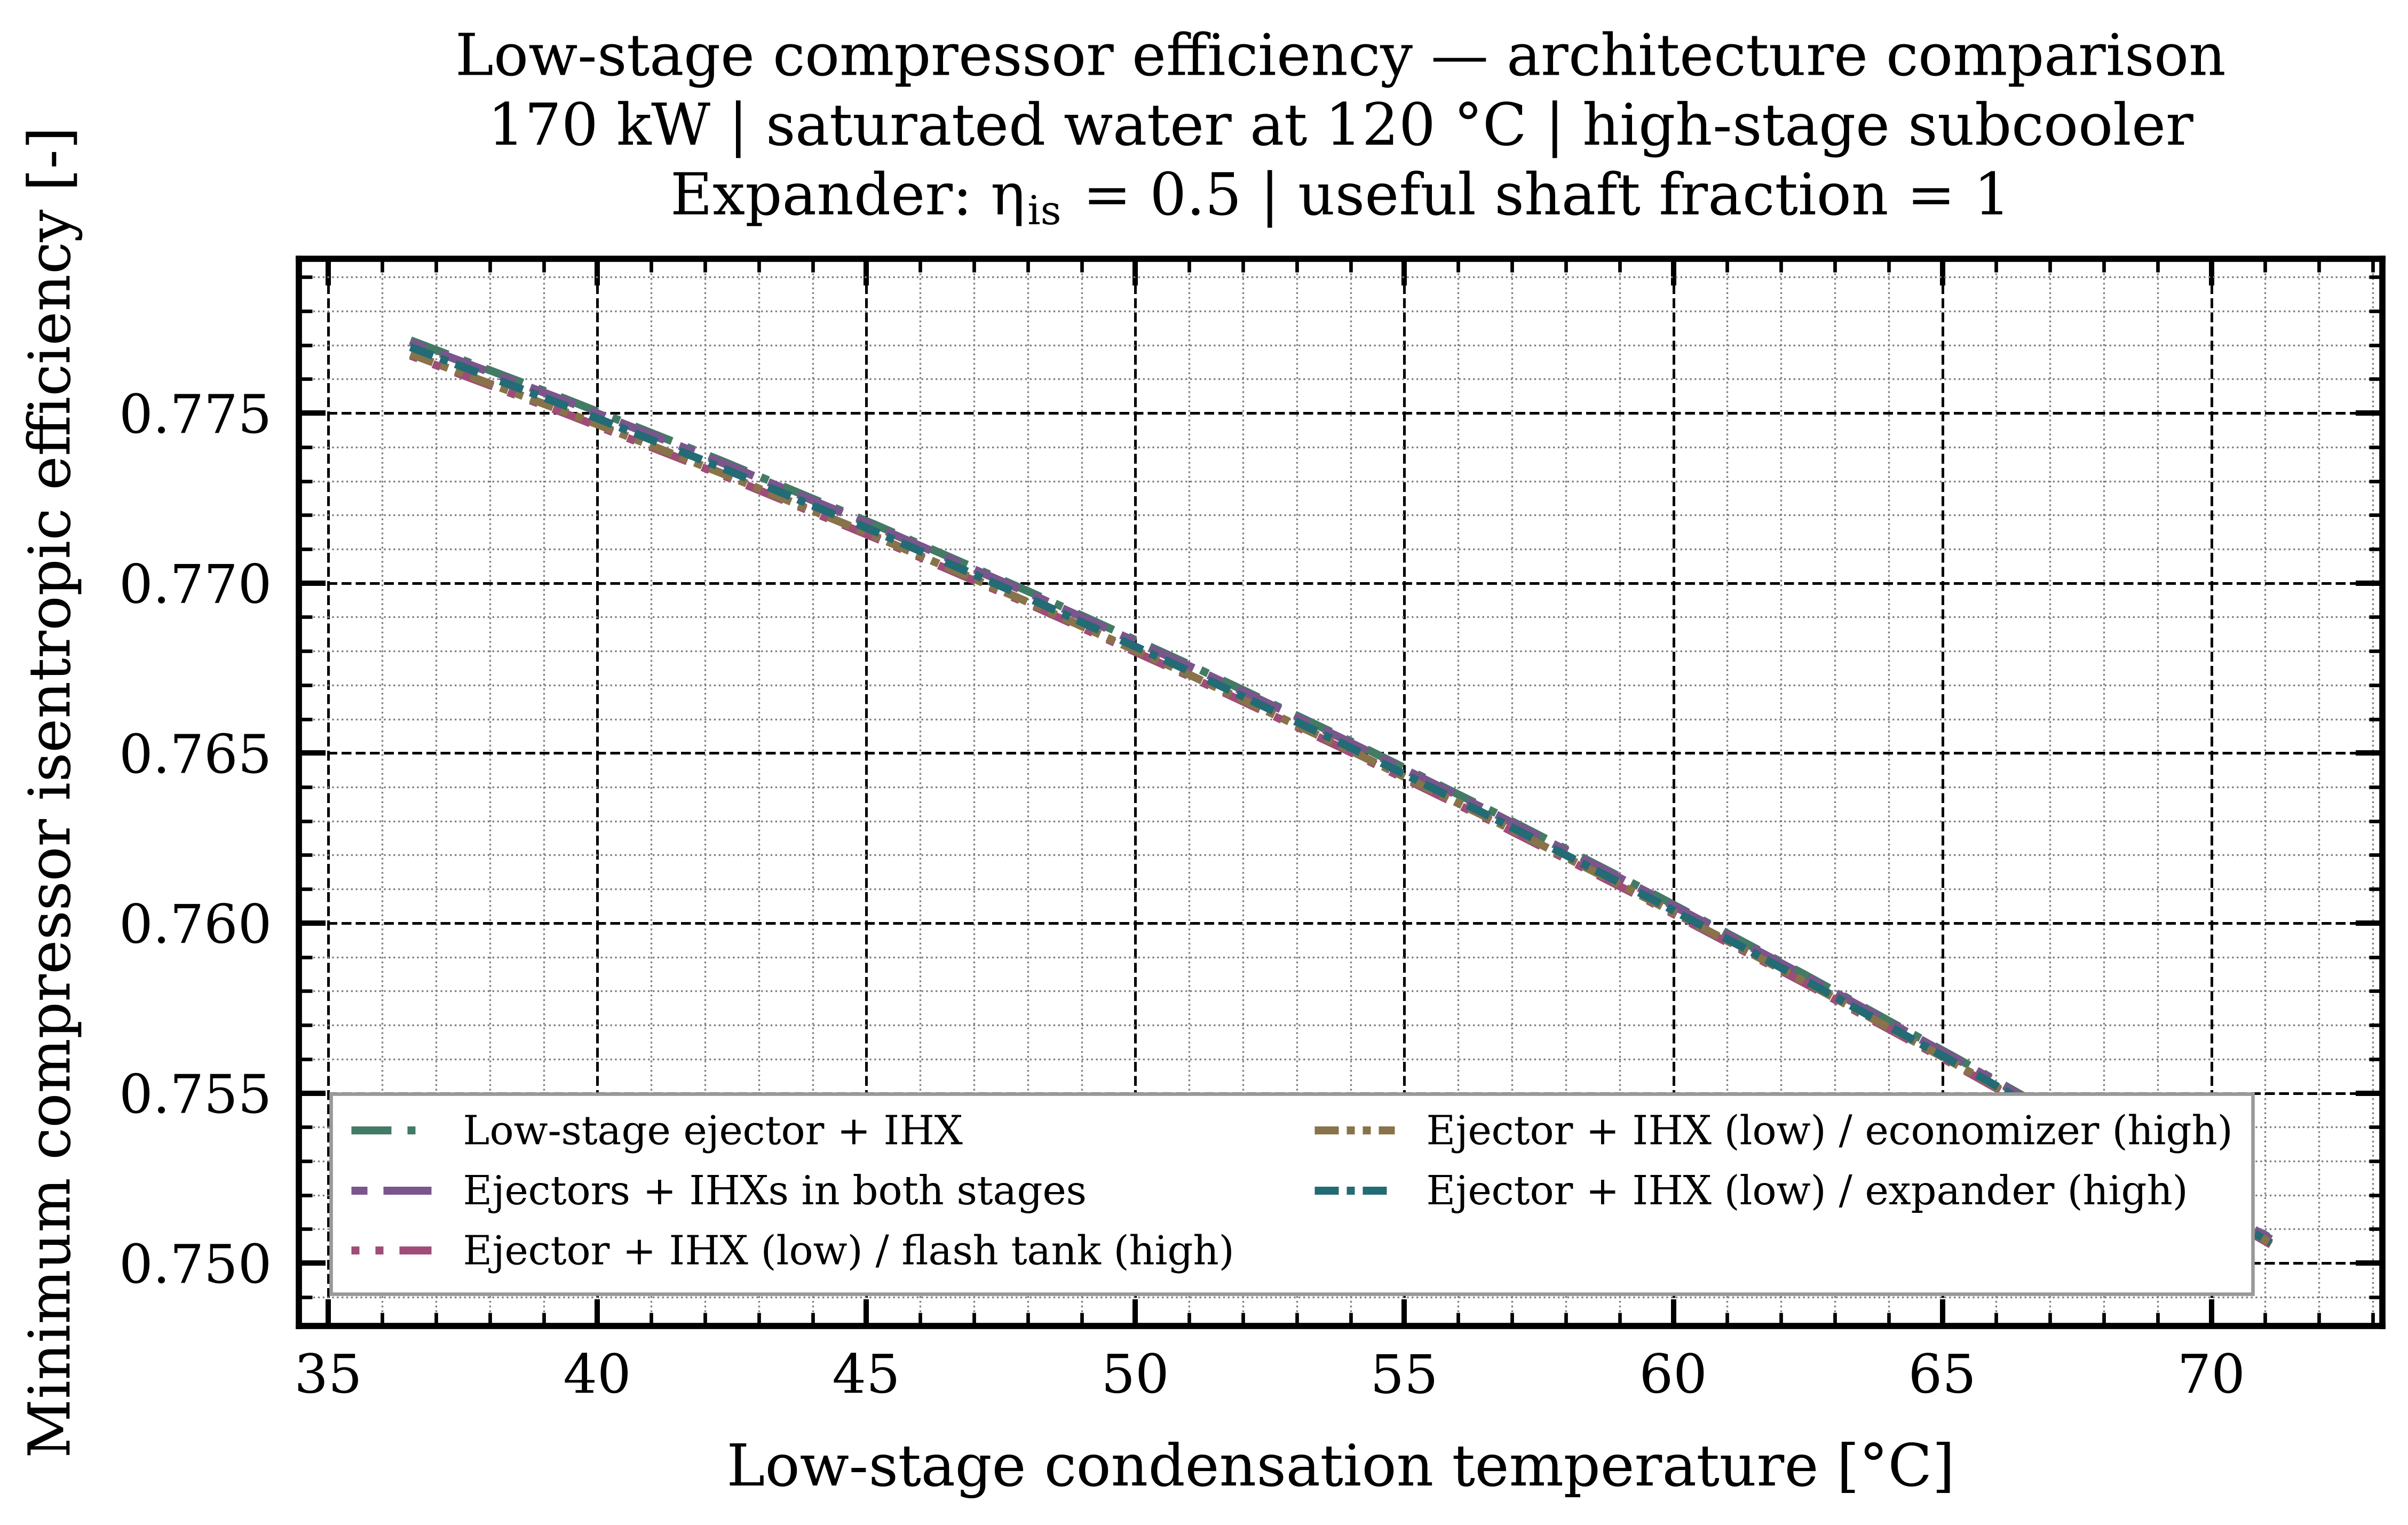 Low-stage compressor efficiency — architecture comparison
170 kW | saturated water at 120 °C | high-stage subcooler
Expander: ηis = 0.5 | useful shaft fraction = 1
Minimum compressor isentropic efficiency [-]
0.775
0.770
0.765
0.760
0.755
0.750
Low-stage ejector + IHX
Ejectors + IHXs in both stages
Ejector + IHX (low) / flash tank (high)
Ejector + IHX (low) / economizer (high)
Ejector + IHX (low) / expander (high)
35 40 45 50 55 60 65 70
Low-stage condensation temperature [°C]